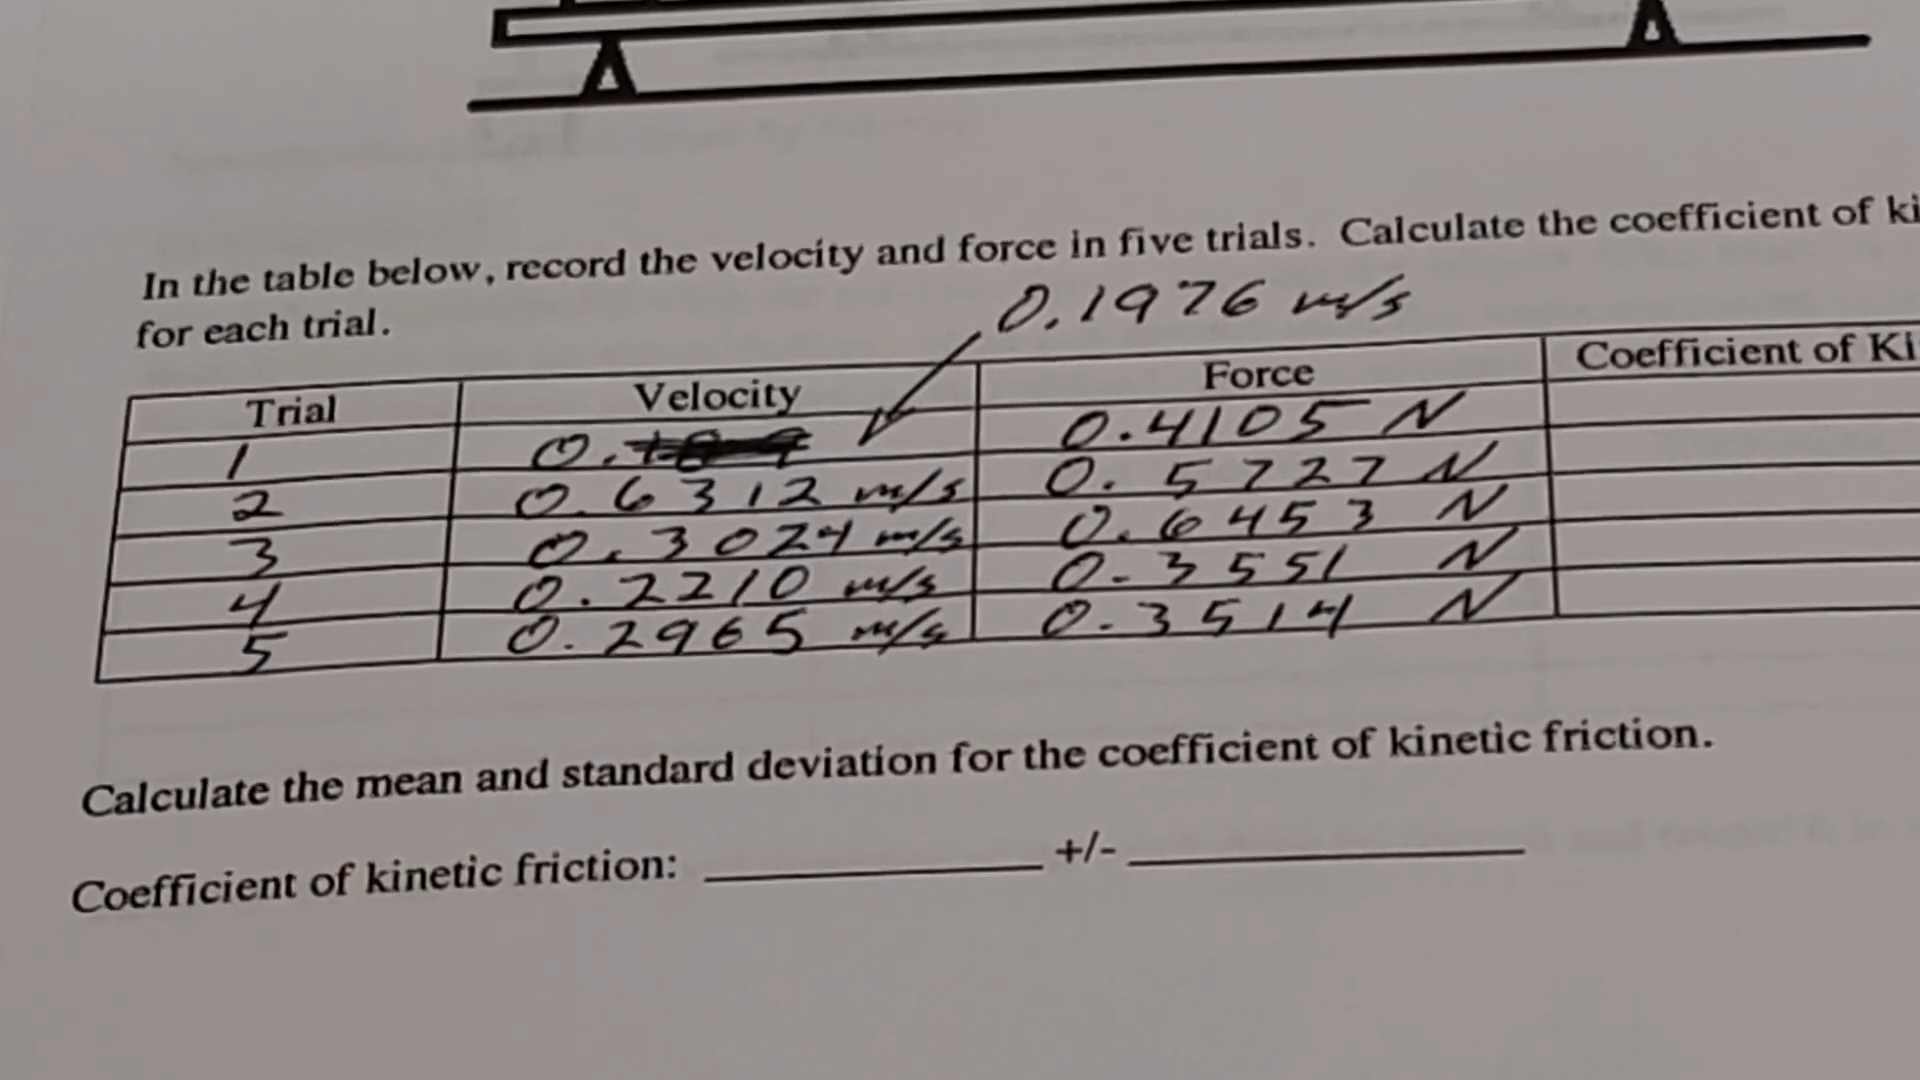 In the table below, record the velocity and force in five trials. Calculate the coefficient of ki
for each trial.
0.1976 m/s
Trial Velocity Force Coefficient of Ki
1 0. 0.4105 N
2 0.6312 m/s 0.5727 N
3 0.3024 m/s 0.6453 N
4 0.2210 m/s 0.3551 N
5 0.2965 m/s 0.3514 N
Calculate the mean and standard deviation for the coefficient of kinetic friction.
Coefficient of kinetic friction: ____________ +/- ____________